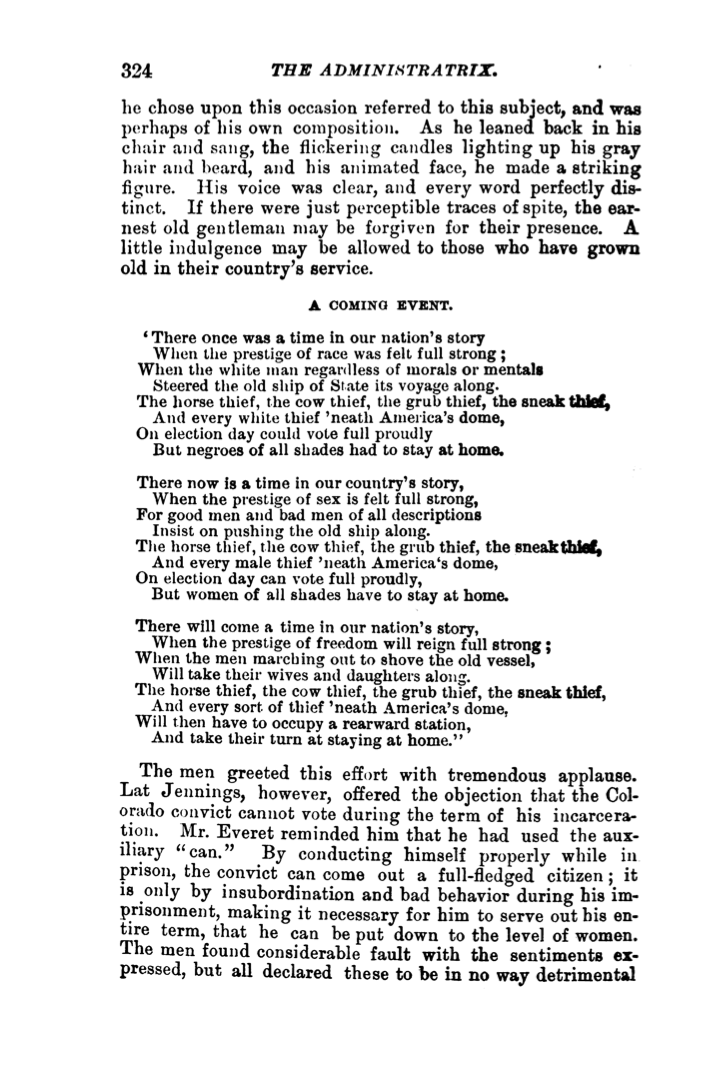 324 THE ADMINISTRATRIX.
he chose upon this occasion referred to this subject, and was
perhaps of his own composition. As he leaned back in his
chair and sang, the flickering candles lighting up his gray
hair and beard, and his animated face, he made a striking
figure. His voice was clear, and every word perfectly dis-
tinct. If there were just perceptible traces of spite, the ear-
nest old gentleman may be forgiven for their presence. A
little indulgence may be allowed to those who have grown
old in their country's service.
A COMING EVENT.
'There once was a time in our nation's story
When the prestige of race was felt full strong;
When the white man regardless of morals or mentals
Steered the old ship of State its voyage along.
The horse thief, the cow thief, the grub thief, the sneak thief,
And every white thief 'neath America's dome,
On election day could vote full proudly
But negroes of all shades had to stay at home.
There now is a time in our country's story,
When the prestige of sex is felt full strong,
For good men and bad men of all descriptions
Insist on pushing the old ship along.
The horse thief, the cow thief, the grub thief, the sneak thief,
And every male thief 'neath America's dome,
On election day can vote full proudly,
But women of all shades have to stay at home.
There will come a time in our nation's story,
When the prestige of freedom will reign full strong;
When the men marching out to shove the old vessel,
Will take their wives and daughters along.
The horse thief, the cow thief, the grub thief, the sneak thief,
And every sort of thief 'neath America's dome,
Will then have to occupy a rearward station,
And take their turn at staying at home."
The men greeted this effort with tremendous applause.
Lat Jennings, however, offered the objection that the Col-
orado convict cannot vote during the term of his incarcera-
tion. Mr. Everet reminded him that he had used the aux-
iliary "can." By conducting himself properly while in
prison, the convict can come out a full-fledged citizen; it
is only by insubordination and bad behavior during his im-
prisonment, making it necessary for him to serve out his en-
tire term, that he can be put down to the level of women.
The men found considerable fault with the sentiments ex-
pressed, but all declared these to be in no way detrimental